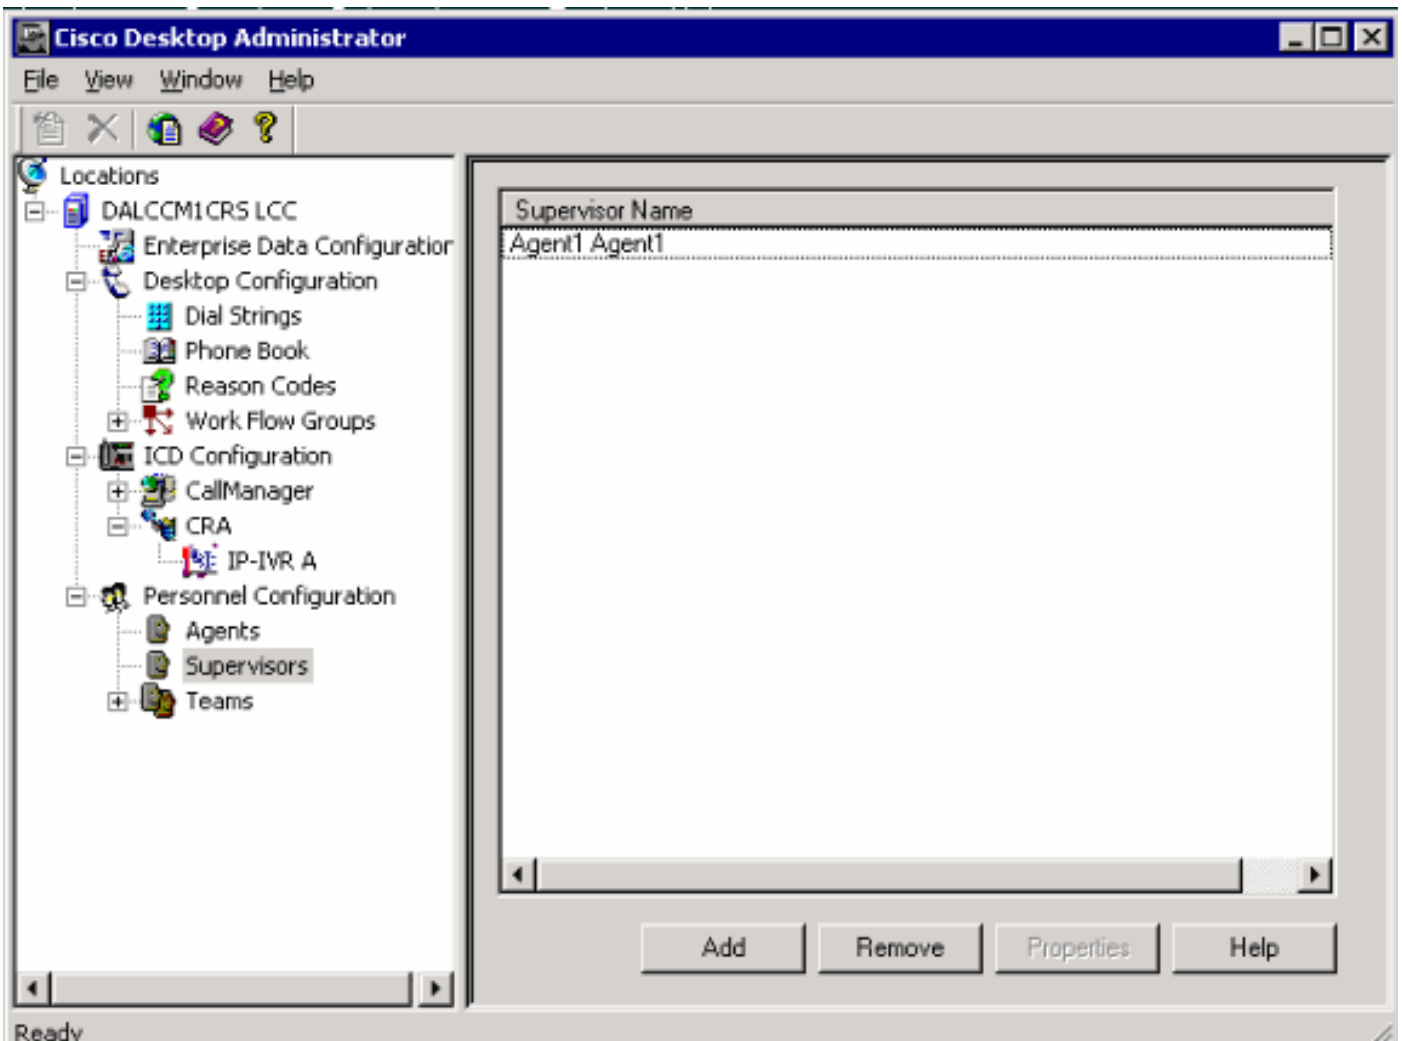 Cisco Desktop Administrator
File View Window Help
Locations
DALCCM1CRS LCC
Enterprise Data Configuration
Desktop Configuration
Dial Strings
Phone Book
Reason Codes
Work Flow Groups
ICD Configuration
CallManager
CRA
IP-IVR A
Personnel Configuration
Agents
Supervisors
Teams
Supervisor Name
Agent1 Agent1
Add Remove Properties Help
Ready